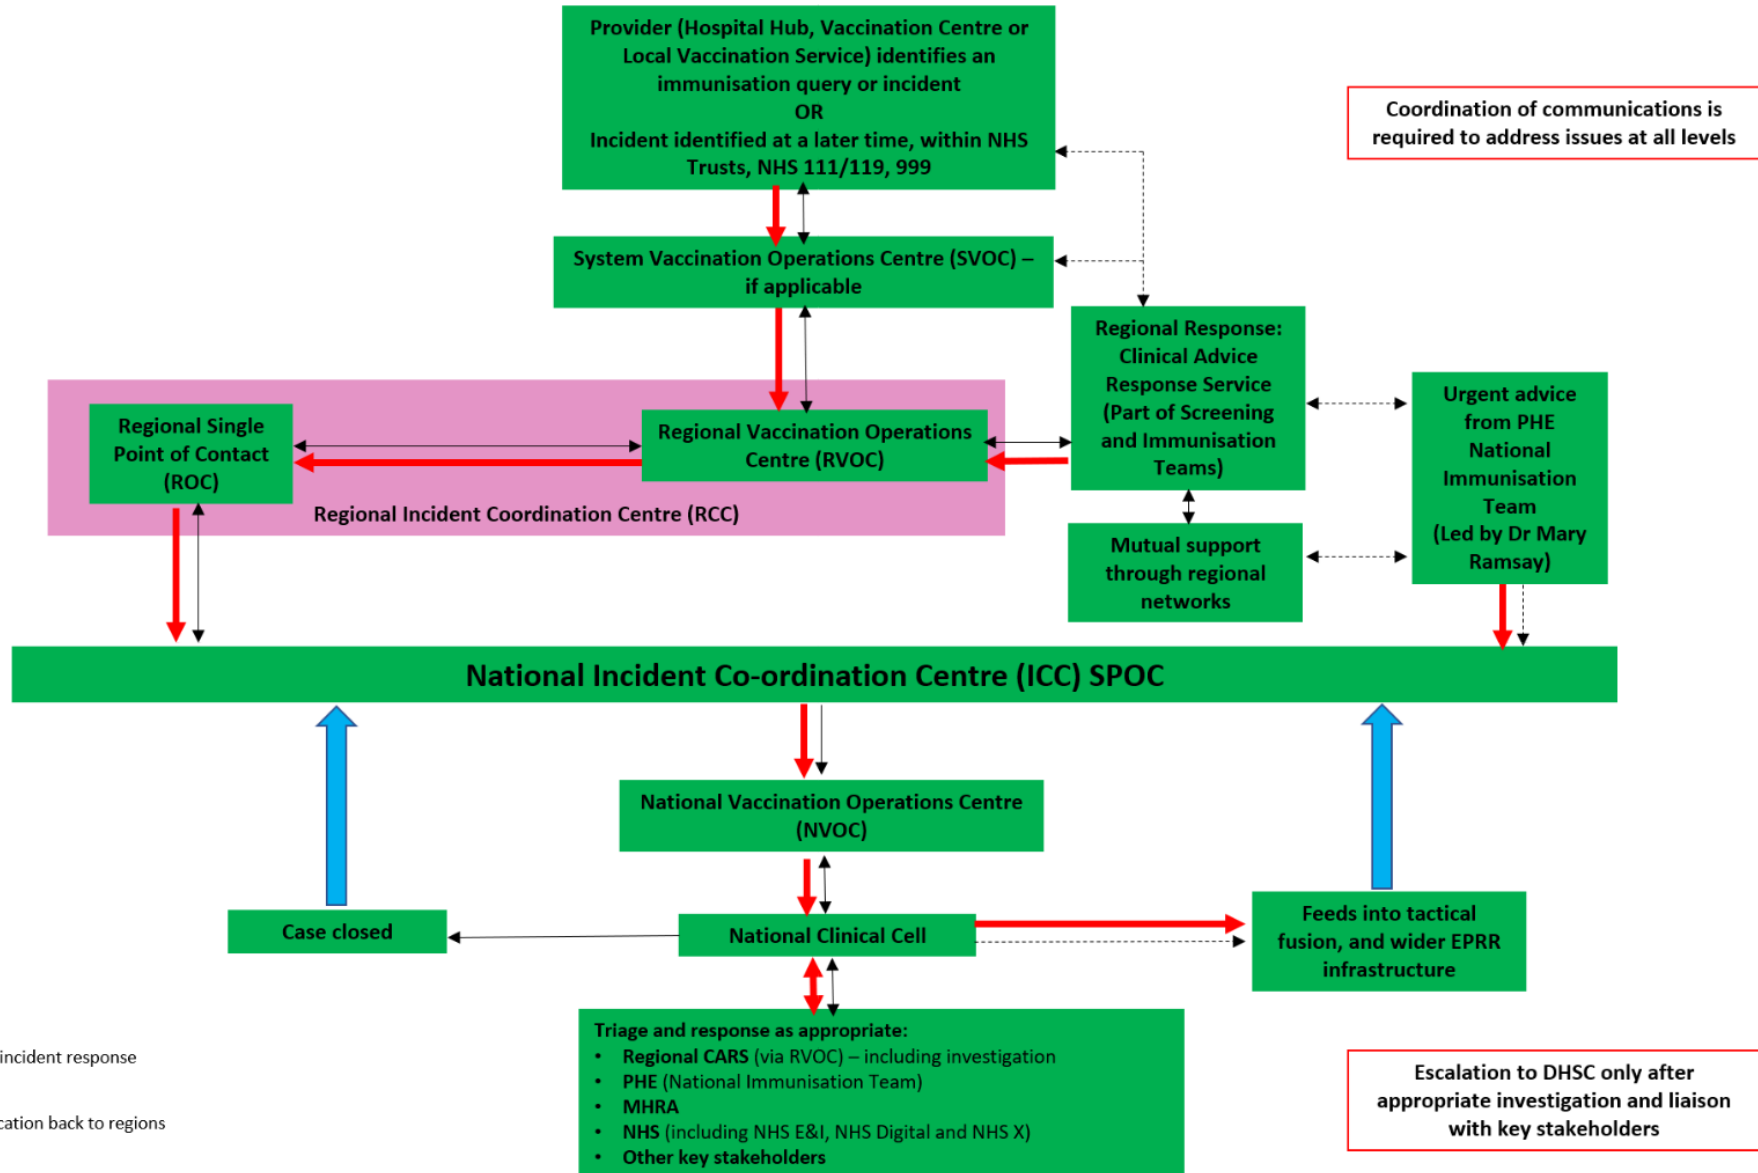 Provider (Hospital Hub, Vaccination Centre or
Local Vaccination Service) identifies an
immunisation query or incident
OR
Incident identified at a later time, within NHS
Trusts, NHS 111/119, 999
Coordination of communications is
required to address issues at all levels
System Vaccination Operations Centre (SVOC) –
if applicable
Regional Response:
Clinical Advice
Response Service
(Part of Screening
and Immunisation
Teams)
Urgent advice
from PHE
National
Immunisation
Team
(Led by Dr Mary
Ramsay)
Regional Single
Point of Contact
(ROC)
Regional Vaccination Operations
Centre (RVOC)
Regional Incident Coordination Centre (RCC)
Mutual support
through regional
networks
National Incident Co-ordination Centre (ICC) SPOC
National Vaccination Operations Centre
(NVOC)
Case closed
National Clinical Cell
Feeds into tactical
fusion, and wider EPRR
infrastructure
Triage and response as appropriate:
• Regional CARS (via RVOC) – including investigation
• PHE (National Immunisation Team)
• MHRA
• NHS (including NHS E&I, NHS Digital and NHS X)
• Other key stakeholders
incident response
cation back to regions
Escalation to DHSC only after
appropriate investigation and liaison
with key stakeholders